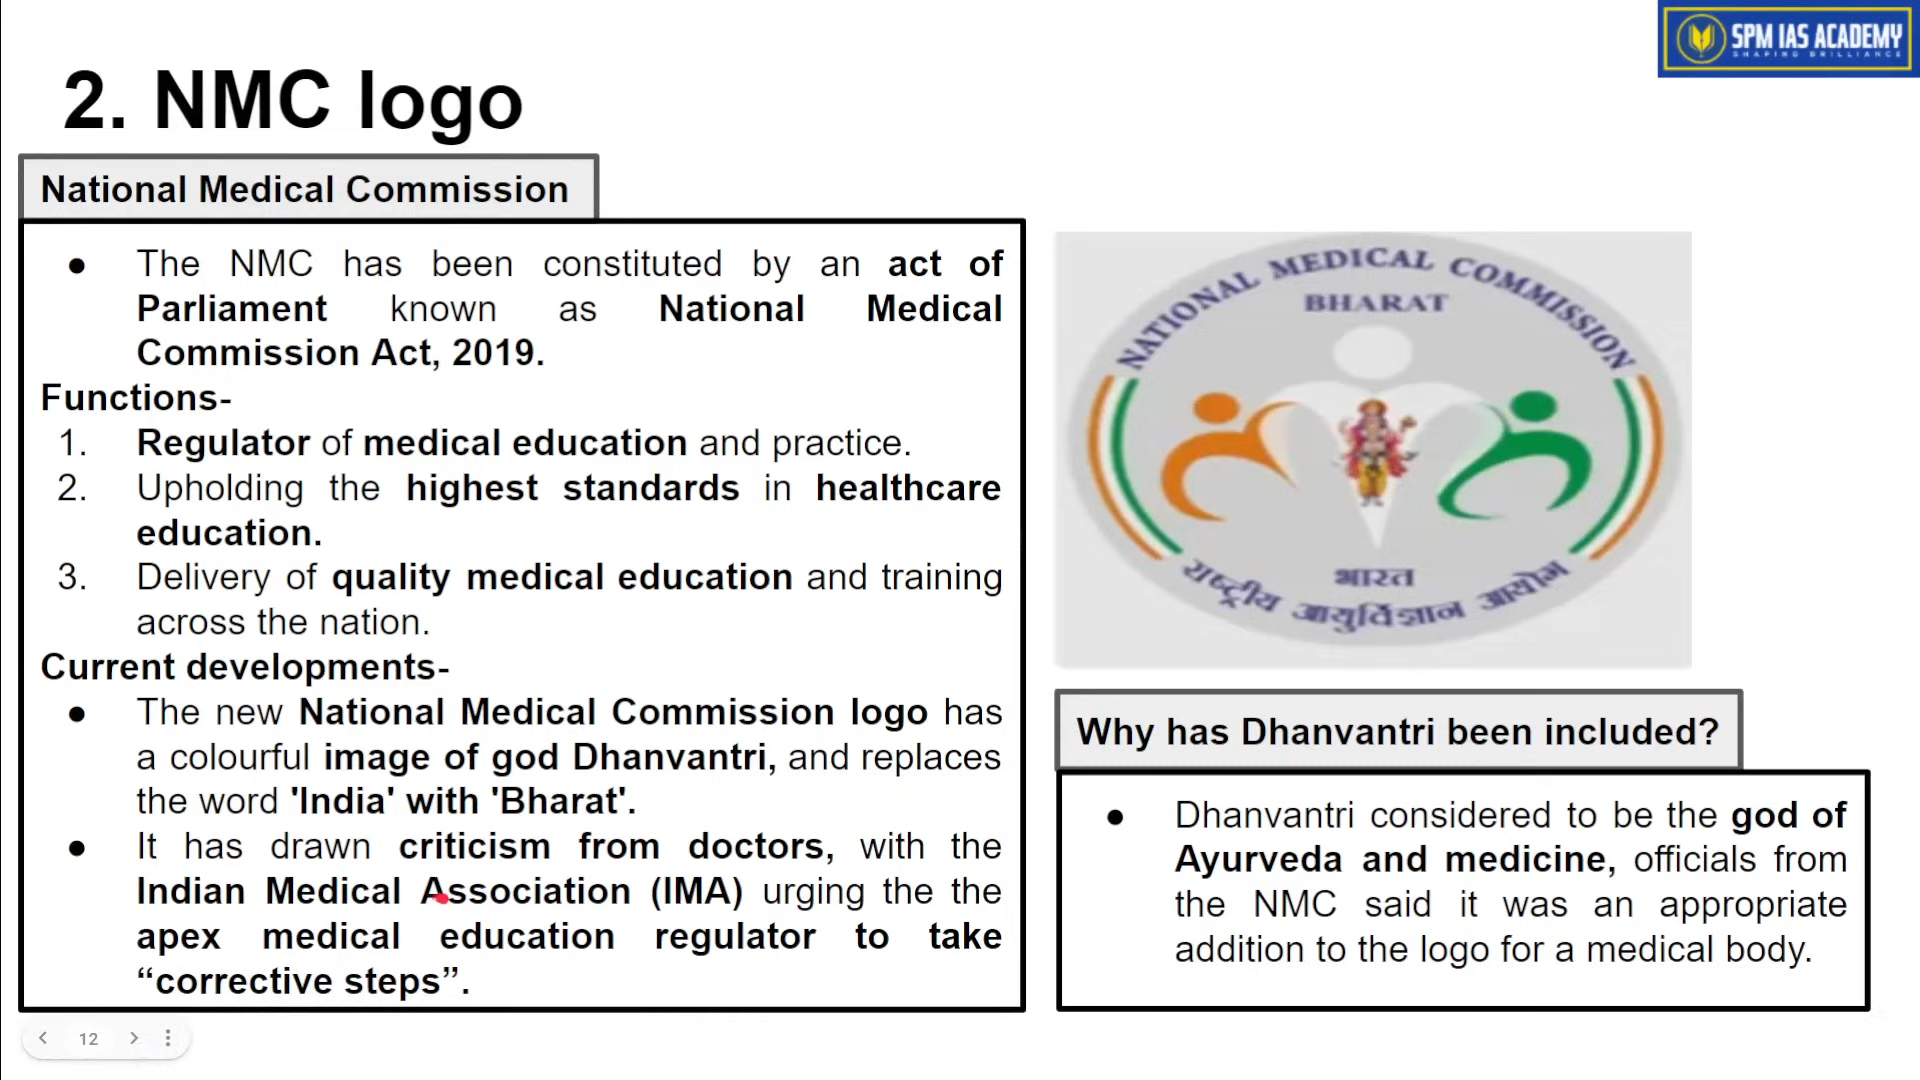 SPM IAS ACADEMY
SHAPING BRILLIANCE
2. NMC logo
National Medical Commission
● The NMC has been constituted by an act of
Parliament known as National Medical
Commission Act, 2019.
Functions-
1. Regulator of medical education and practice.
2. Upholding the highest standards in healthcare
education.
3. Delivery of quality medical education and training
across the nation.
Current developments-
● The new National Medical Commission logo has
a colourful image of god Dhanvantri, and replaces
the word 'India' with 'Bharat'.
● It has drawn criticism from doctors, with the
Indian Medical Association (IMA) urging the the
apex medical education regulator to take
“corrective steps”.
NATIONAL MEDICAL COMMISSION
BHARAT
भारत
राष्ट्रीय आयुर्विज्ञान आयोग
Why has Dhanvantri been included?
● Dhanvantri considered to be the god of
Ayurveda and medicine, officials from
the NMC said it was an appropriate
addition to the logo for a medical body.
12